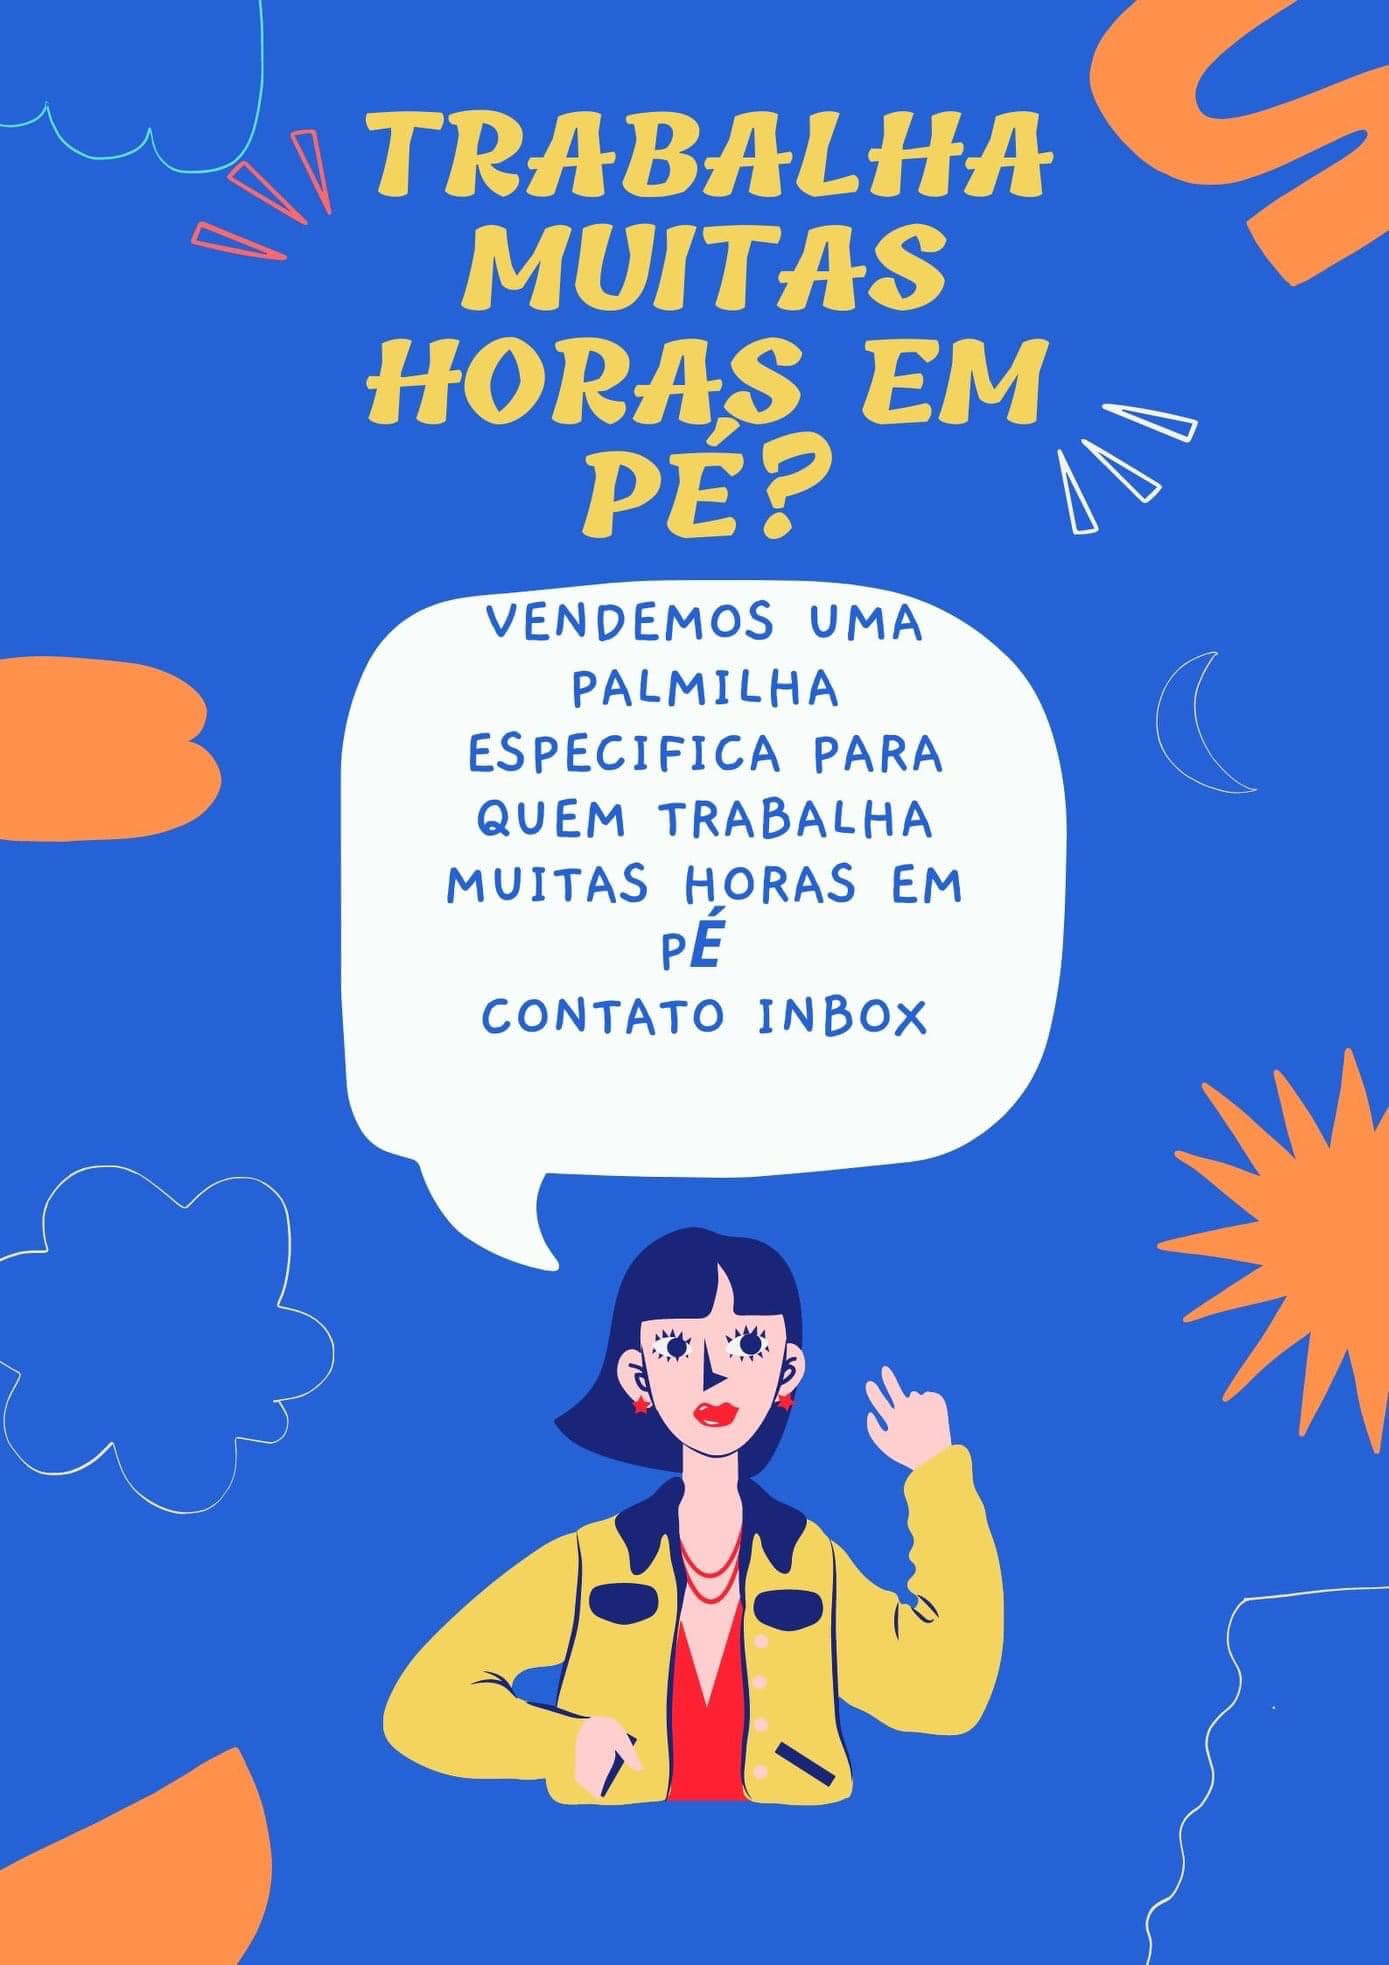 TRABALHA
MUITAS
HORAS EM
PÉ?
VENDEMOS UMA
PALMILHA
ESPECIFICA PARA
QUEM TRABALHA
MUITAS HORAS EM
PÉ
CONTATO INBOX